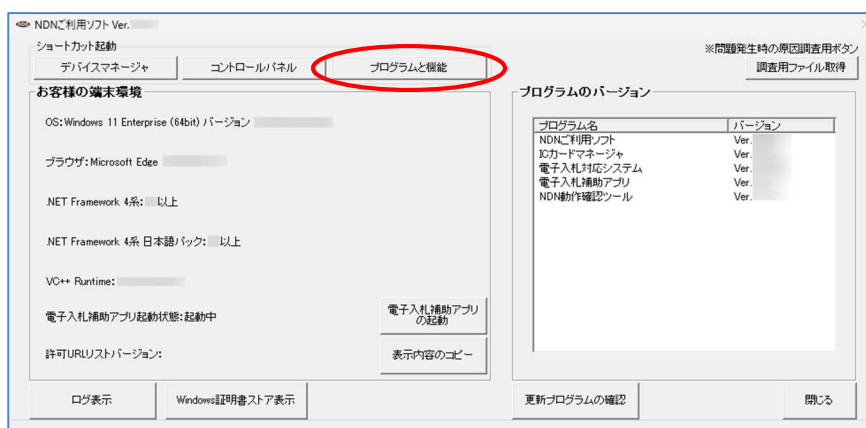 NDNご利用ソフト Ver.
ショートカット起動
※問題発生時の原因調査用ボタン
デバイスマネージャ
コントロールパネル
プログラムと機能
調査用ファイル取得
お客様の端末環境
プログラムのバージョン
OS:Windows 11 Enterprise (64bit) バージョン
プログラム名 バージョン
NDNご利用ソフト Ver.
ICカードマネージャ Ver.
電子入札対応システム Ver.
電子入札補助アプリ Ver.
NDN動作確認ツール Ver.
ブラウザ:Microsoft Edge
.NET Framework 4系: 以上
.NET Framework 4系 日本語パック: 以上
VC++ Runtime:
電子入札補助アプリ起動状態:起動中
電子入札補助アプリ
の起動
許可URLリストバージョン:
表示内容のコピー
ログ表示
Windows証明書ストア表示
更新プログラムの確認
閉じる